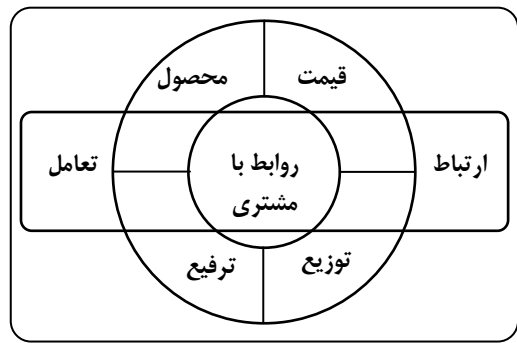 قیمت
محصول
ارتباط
روابط با
مشتری
تعامل
توزیع
ترفیع